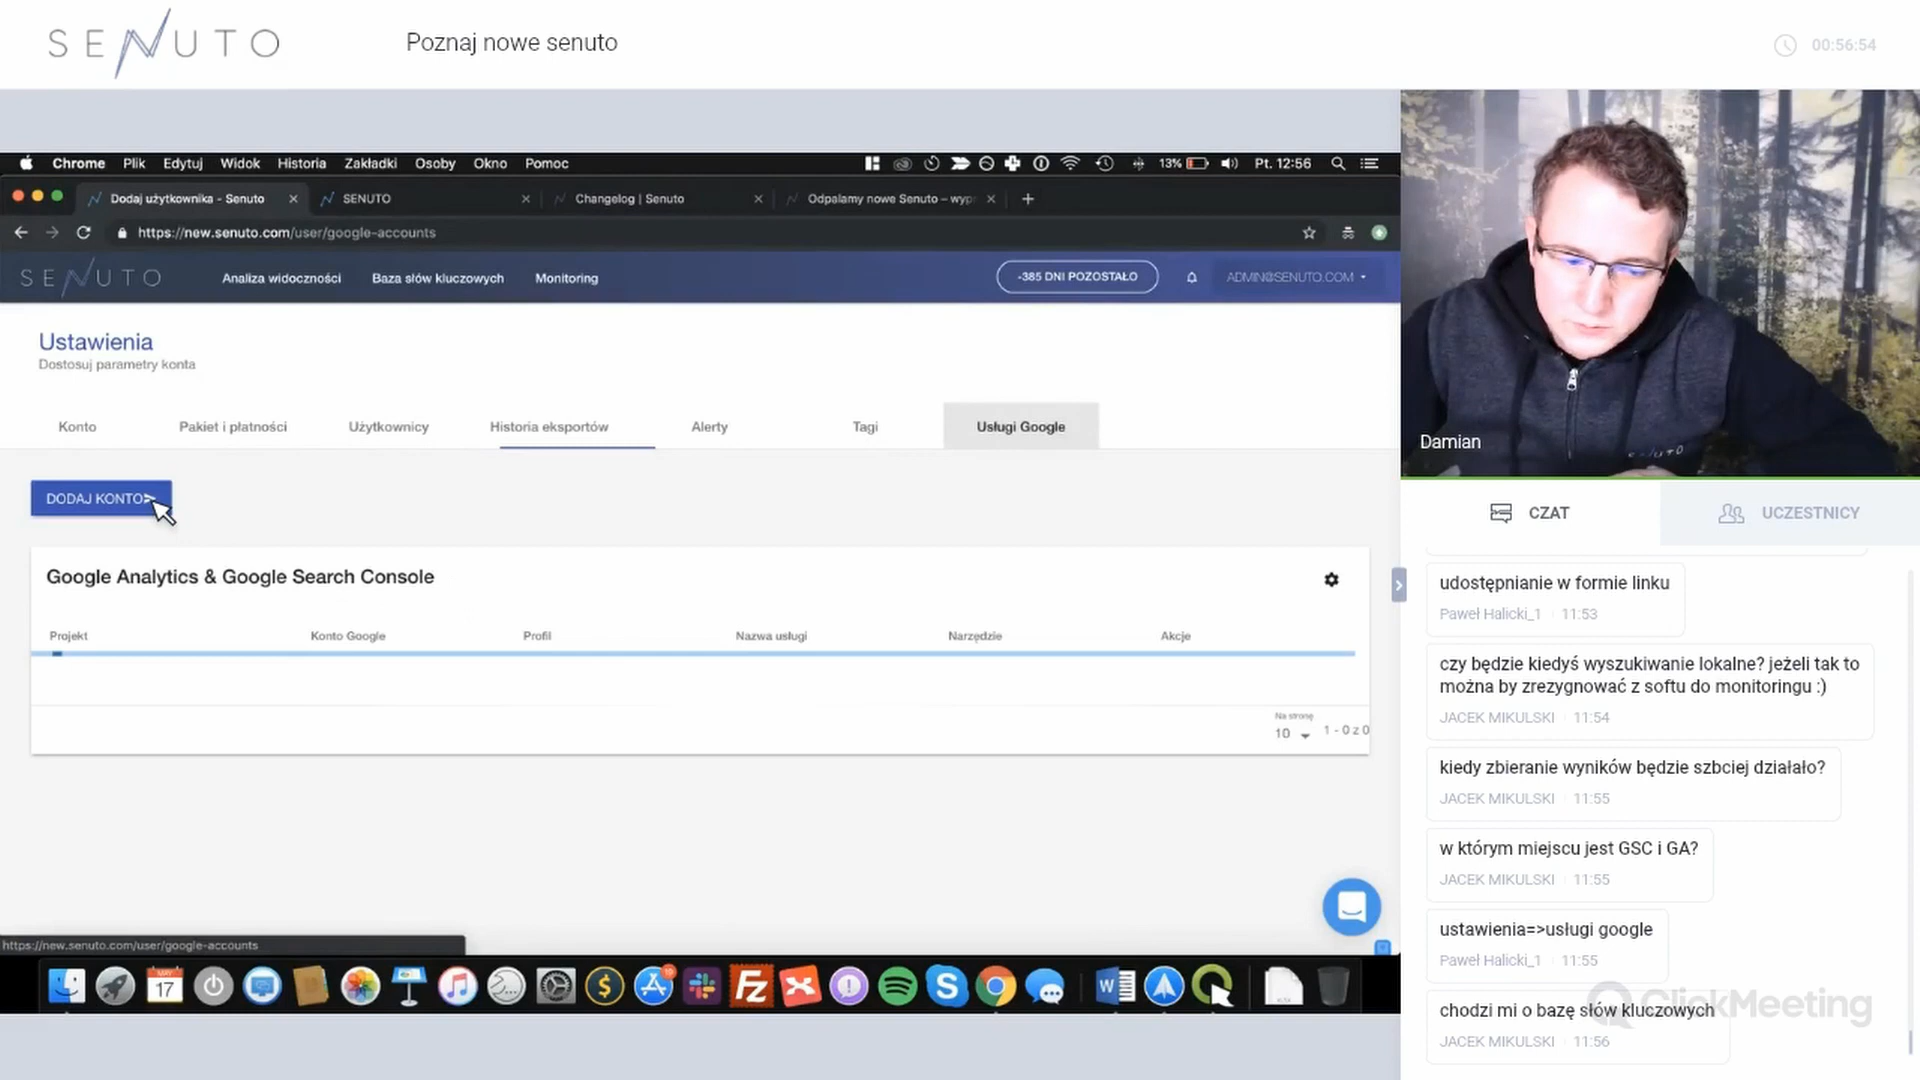 SENUTO
Poznaj nowe senuto
00:56:54
Chrome Plik Edytuj Widok Historia Zakładki Osoby Okno Pomoc
13% Pt. 12:56
Dodaj użytkownika - Senuto
SENUTO
Changelog | Senuto
Odpalamy nowe Senuto – wyp
https://new.senuto.com/user/google-accounts
SENUTO
Analiza widoczności Baza słów kluczowych Monitoring
-385 DNI POZOSTAŁO
ADMIN@SENUTO.COM
Ustawienia
Dostosuj parametry konta
Konto Pakiet i płatności Użytkownicy Historia eksportów Alerty Tagi Usługi Google
DODAJ KONTO
Google Analytics & Google Search Console
Projekt Konto Google Profil Nazwa usługi Narzędzie Akcje
Na stronę
10
1 - 0 z 0
https://new.senuto.com/user/google-accounts
MAY
17
Damian
CZAT
UCZESTNICY
udostępnianie w formie linku
Paweł Halicki_1 11:53
czy będzie kiedyś wyszukiwanie lokalne? jeżeli tak to
można by zrezygnować z softu do monitoringu :)
JACEK MIKULSKI 11:54
kiedy zbieranie wyników będzie szbciej działało?
JACEK MIKULSKI 11:55
w którym miejscu jest GSC i GA?
JACEK MIKULSKI 11:55
ustawienia=>usługi google
Paweł Halicki_1 11:55
chodzi mi o bazę słów kluczowych
JACEK MIKULSKI 11:56
ClickMeeting